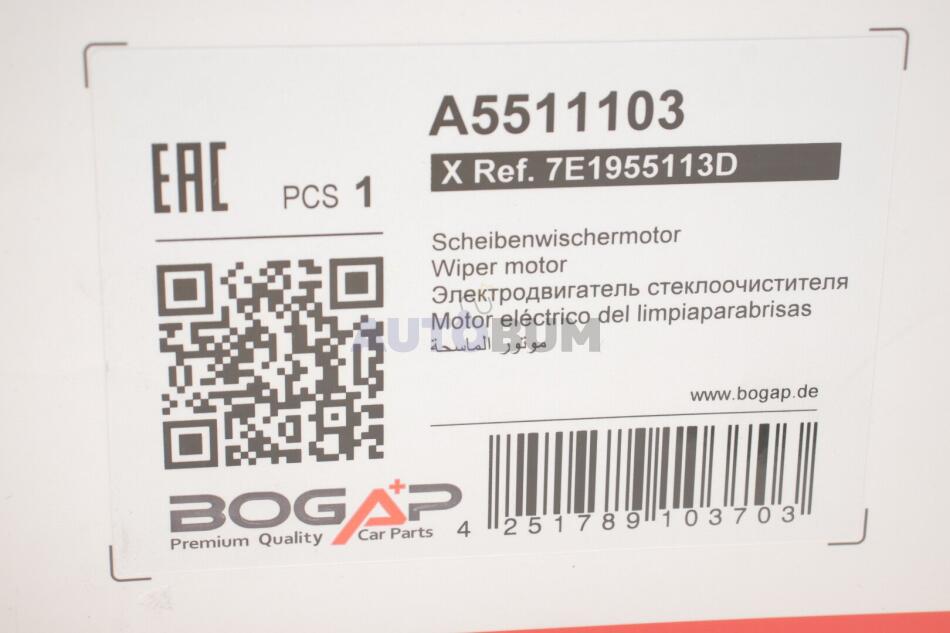 A5511103
X Ref. 7E1955113D
EAC
PCS 1
Scheibenwischermotor
Wiper motor
Электродвигатель стеклоочистителя
Motor eléctrico del limpiaparabrisas
موتور الماسحة
AUTOBUM
www.bogap.de
BOGAP
Premium Quality Car Parts
4 251789 103703